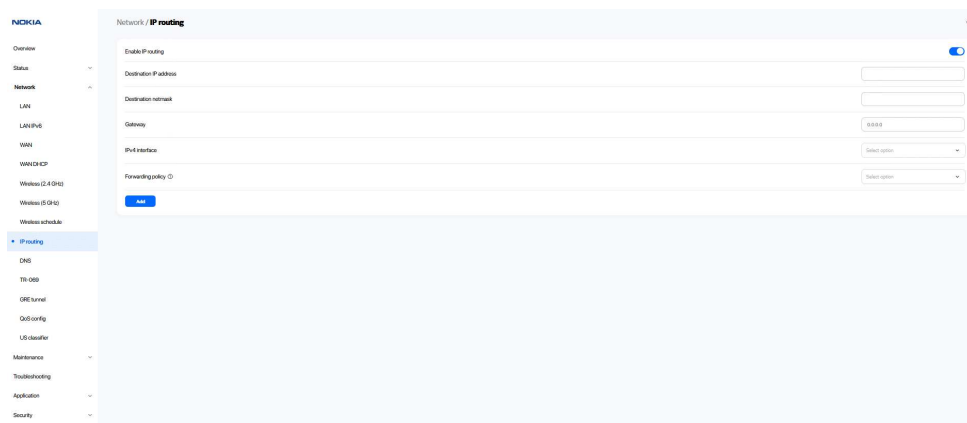 NOKIA
Network / IP routing
Overview
Status
Network
LAN
LAN IPv6
WAN
WAN DHCP
Wireless (2.4 GHz)
Wireless (5 GHz)
Wireless schedule
IP routing
DNS
TR-069
GRE tunnel
QoS config
US classifier
Maintenance
Troubleshooting
Application
Security
Enable IP routing
Destination IP address
Destination netmask
Gateway
0.0.0.0
IPv4 interface
Select option
Forwarding policy
Select option
Add